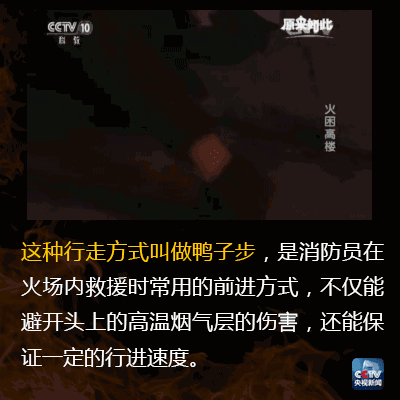 CCTV 10
科教
原来如此
火困高楼
这种行走方式叫做鸭子步，是消防员在
火场内救援时常用的前进方式，不仅能
避开头上的高温烟气层的伤害，还能保
证一定的行进速度。
CCTV
央视新闻